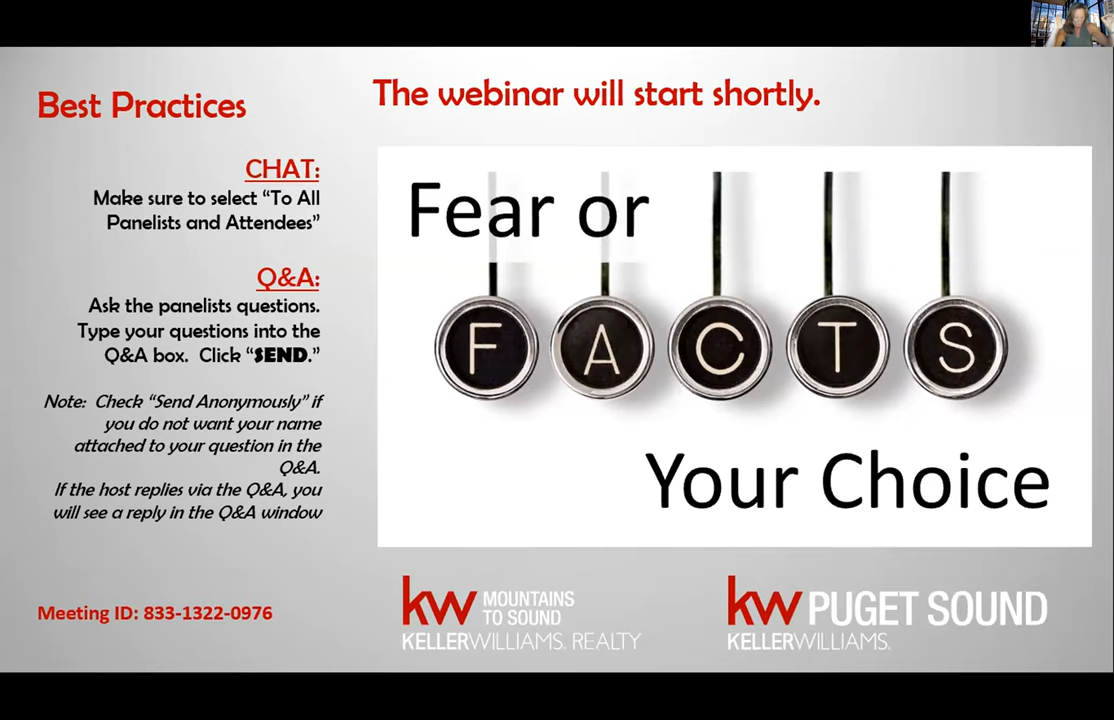 Best Practices
The webinar will start shortly.
CHAT:
Make sure to select “To All
Panelists and Attendees”
Q&A:
Ask the panelists questions.
Type your questions into the
Q&A box. Click “SEND.”
Note: Check “Send Anonymously” if
you do not want your name
attached to your question in the
Q&A.
If the host replies via the Q&A, you
will see a reply in the Q&A window
Meeting ID: 833-1322-0976
Fear or
FACTS
Your Choice
kw MOUNTAINS
TO SOUND
KELLERWILLIAMS. REALTY
kw PUGET SOUND
KELLERWILLIAMS.